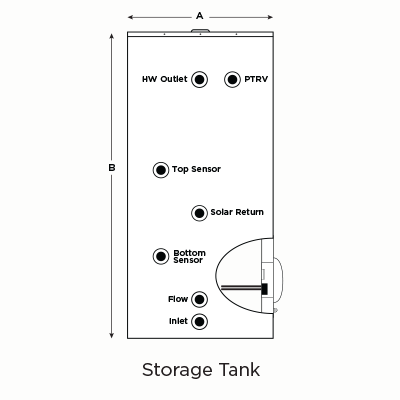 A
HW Outlet
PTRV
B
Top Sensor
Solar Return
Bottom
Sensor
Flow
Inlet
Storage Tank